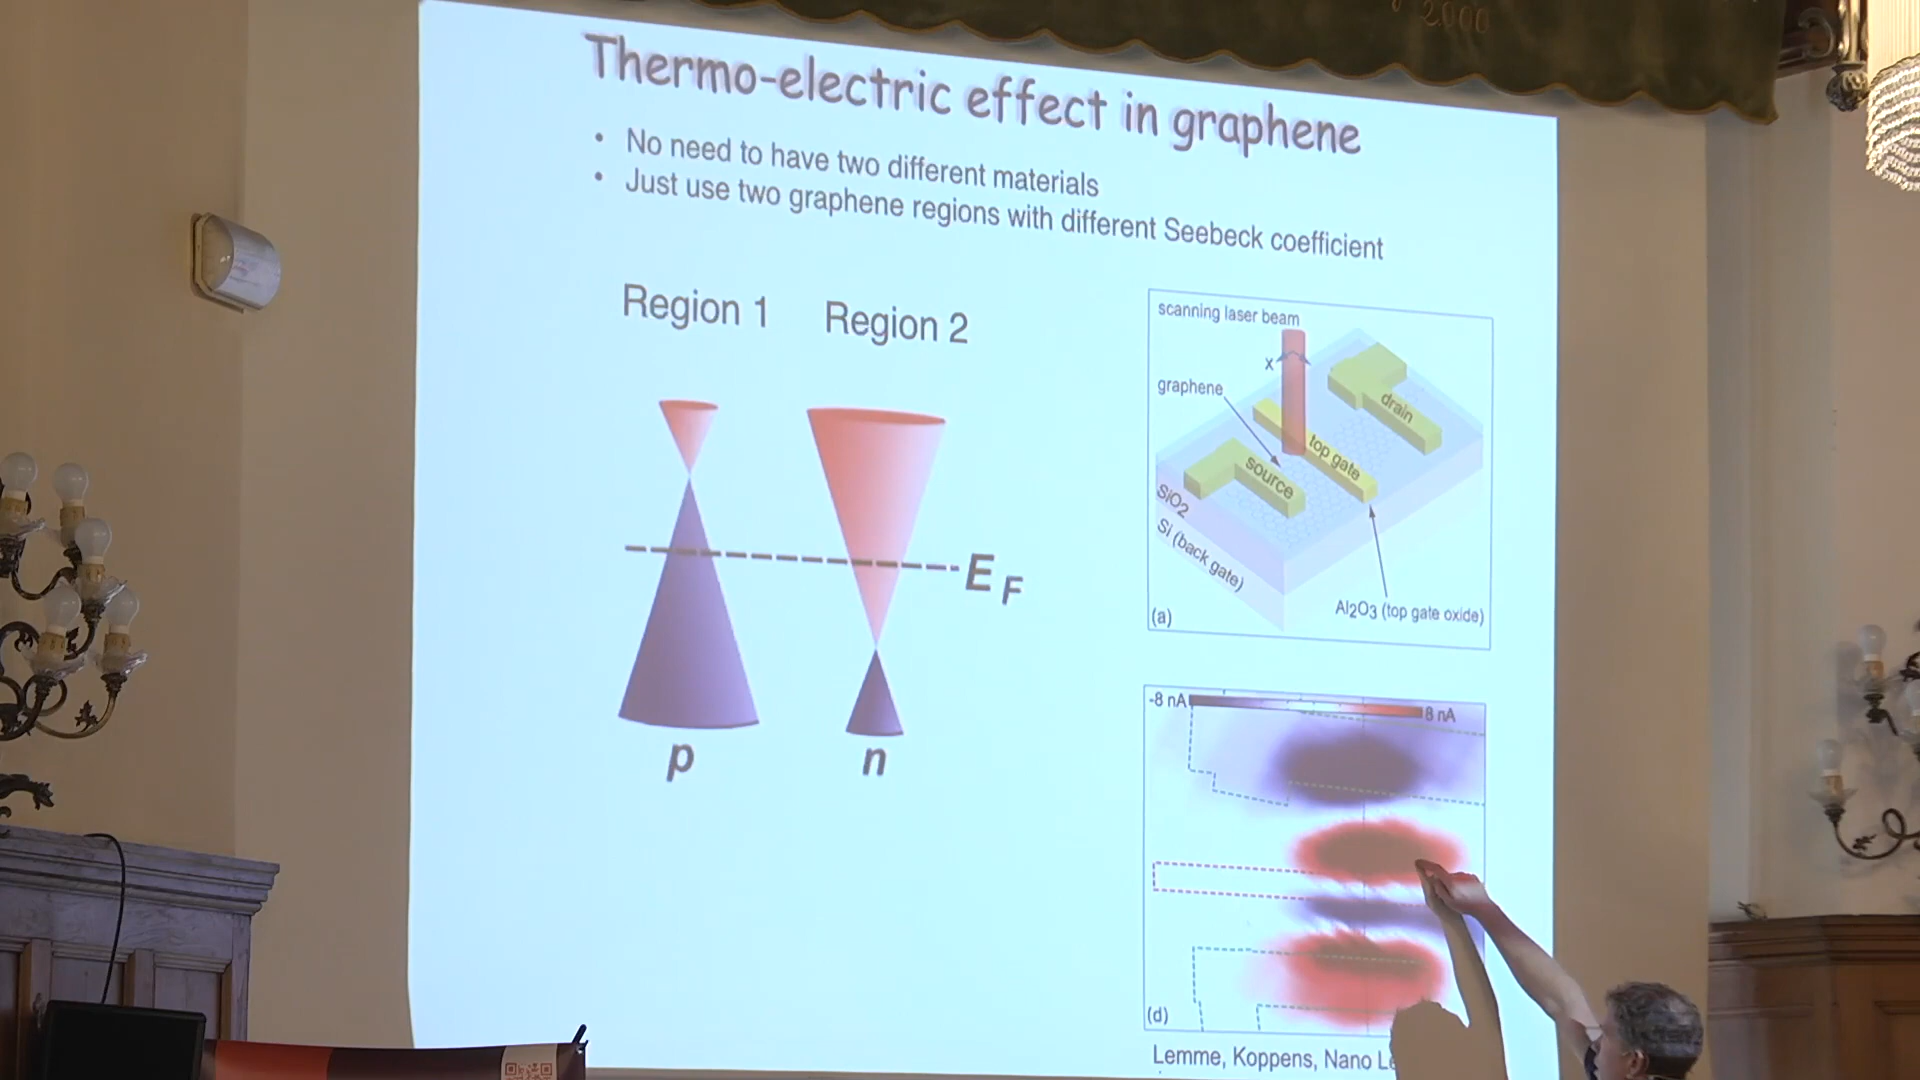 2000
Thermo-electric effect in graphene
• No need to have two different materials
• Just use two graphene regions with different Seebeck coefficient
Region 1 Region 2
E F
p n
scanning laser beam
x
graphene
drain
top gate
source
SiO2
Si (back gate)
Al2O3 (top gate oxide)
(a)
-8 nA 8 nA
(d)
Lemme, Koppens, Nano